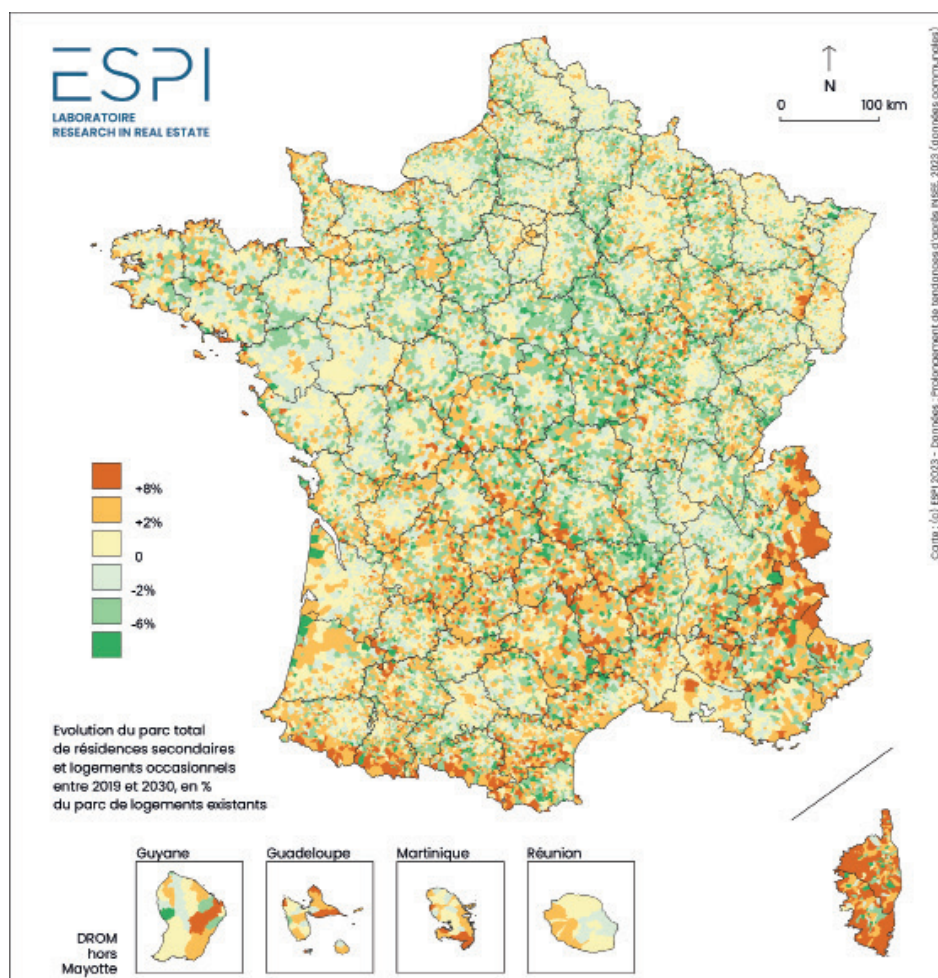 ESPI
LABORATOIRE
RESEARCH IN REAL ESTATE
N
0 100 km
Carte : (c) ESPI 2023 - Données : Prolongement de tendances d'après INSEE, 2023 (données communales)
+8%
+2%
0
-2%
-6%
Evolution du parc total
de résidences secondaires
et logements occasionnels
entre 2019 et 2030, en %
du parc de logements existants
Guyane
Guadeloupe
Martinique
Réunion
DROM
hors
Mayotte